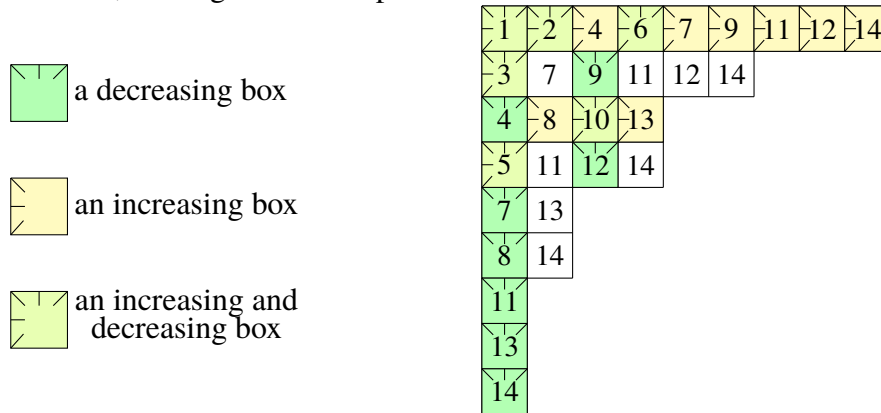 a decreasing box
an increasing box
an increasing and
decreasing box
1 2 4 6 7 9 11 12 14
3 7 9 11 12 14
4 8 10 13
5 11 12 14
7 13
8 14
11
13
14